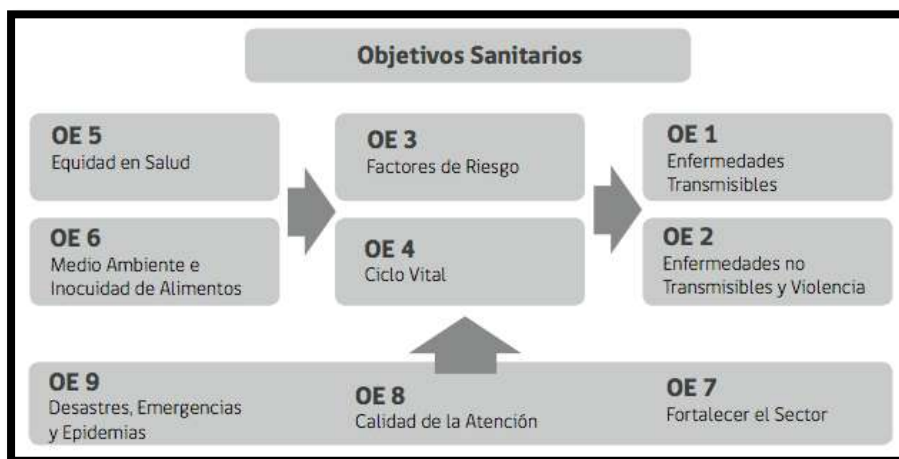 Objetivos Sanitarios
OE 5
Equidad en Salud
OE 3
Factores de Riesgo
OE 1
Enfermedades
Transmisibles
OE 6
Medio Ambiente e
Inocuidad de Alimentos
OE 4
Ciclo Vital
OE 2
Enfermedades no
Transmisibles y Violencia
OE 9
Desastres, Emergencias
y Epidemias
OE 8
Calidad de la Atención
OE 7
Fortalecer el Sector